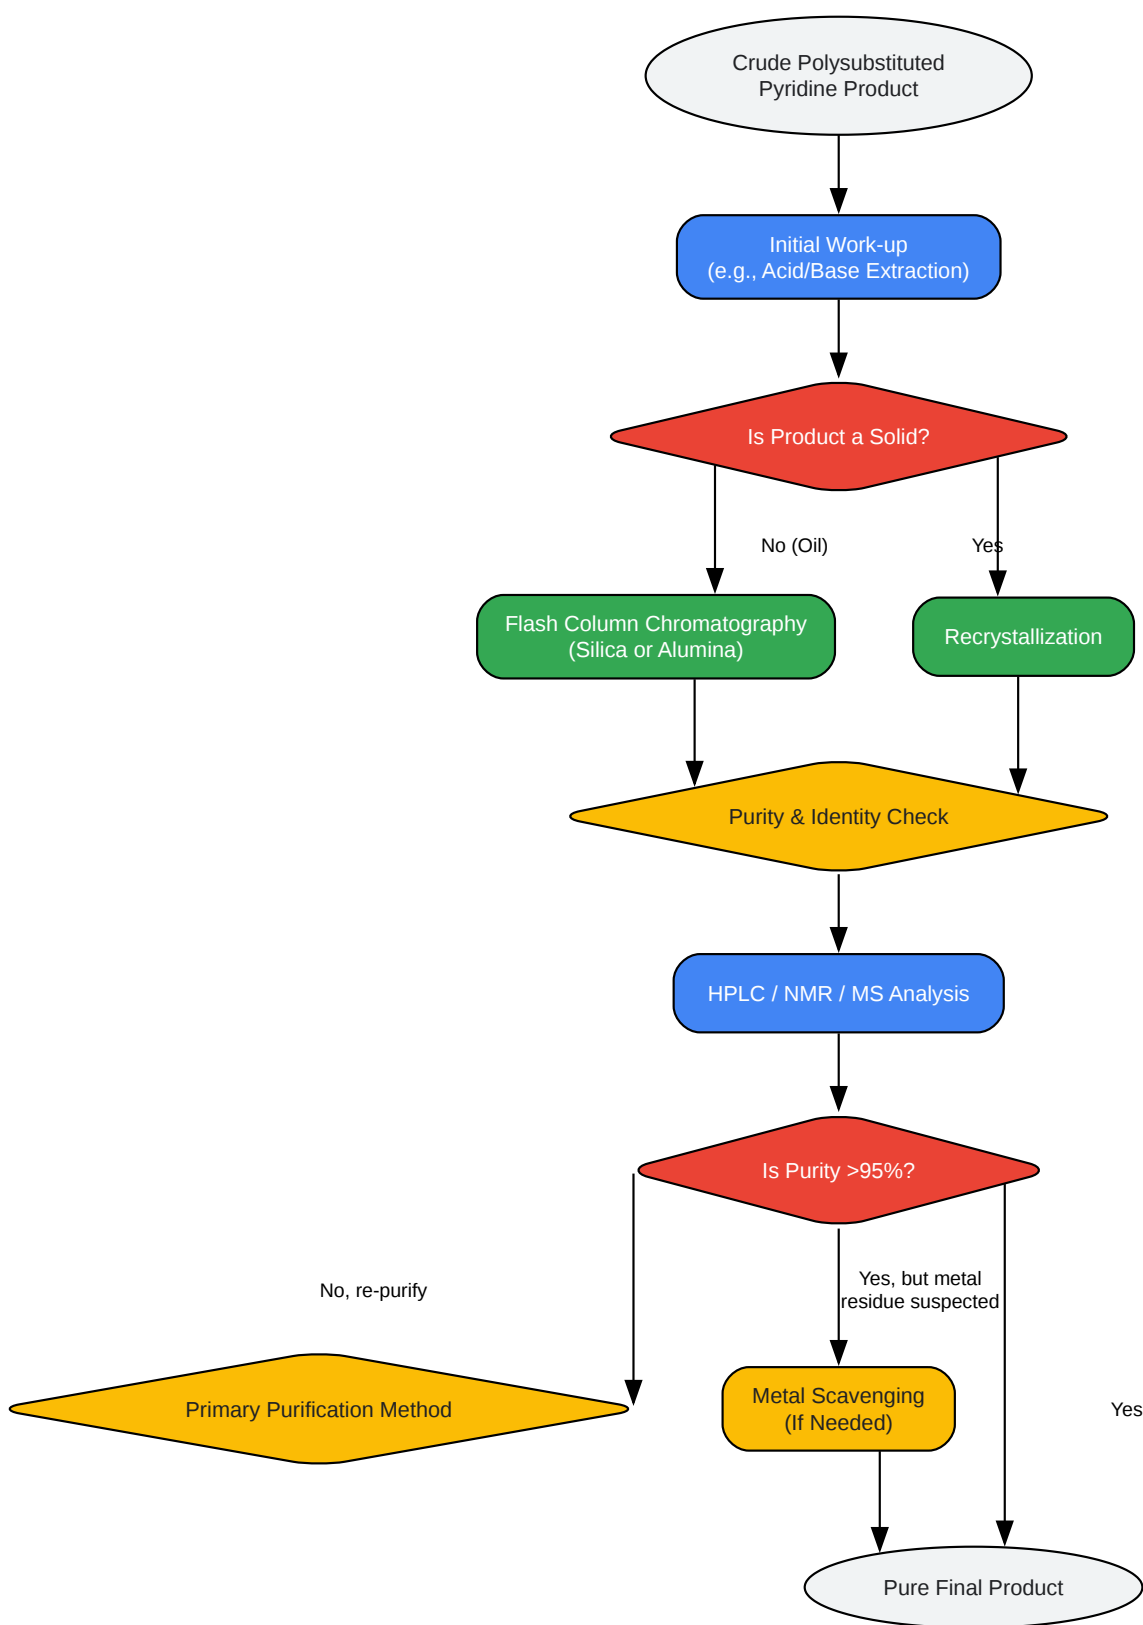 Crude Polysubstituted
Pyridine Product
Initial Work-up
(e.g., Acid/Base Extraction)
Is Product a Solid?
No (Oil)
Yes
Flash Column Chromatography
(Silica or Alumina)
Recrystallization
Purity & Identity Check
HPLC / NMR / MS Analysis
Is Purity >95%?
No, re-purify
Yes, but metal
residue suspected
Primary Purification Method
Metal Scavenging
(If Needed)
Yes
Pure Final Product